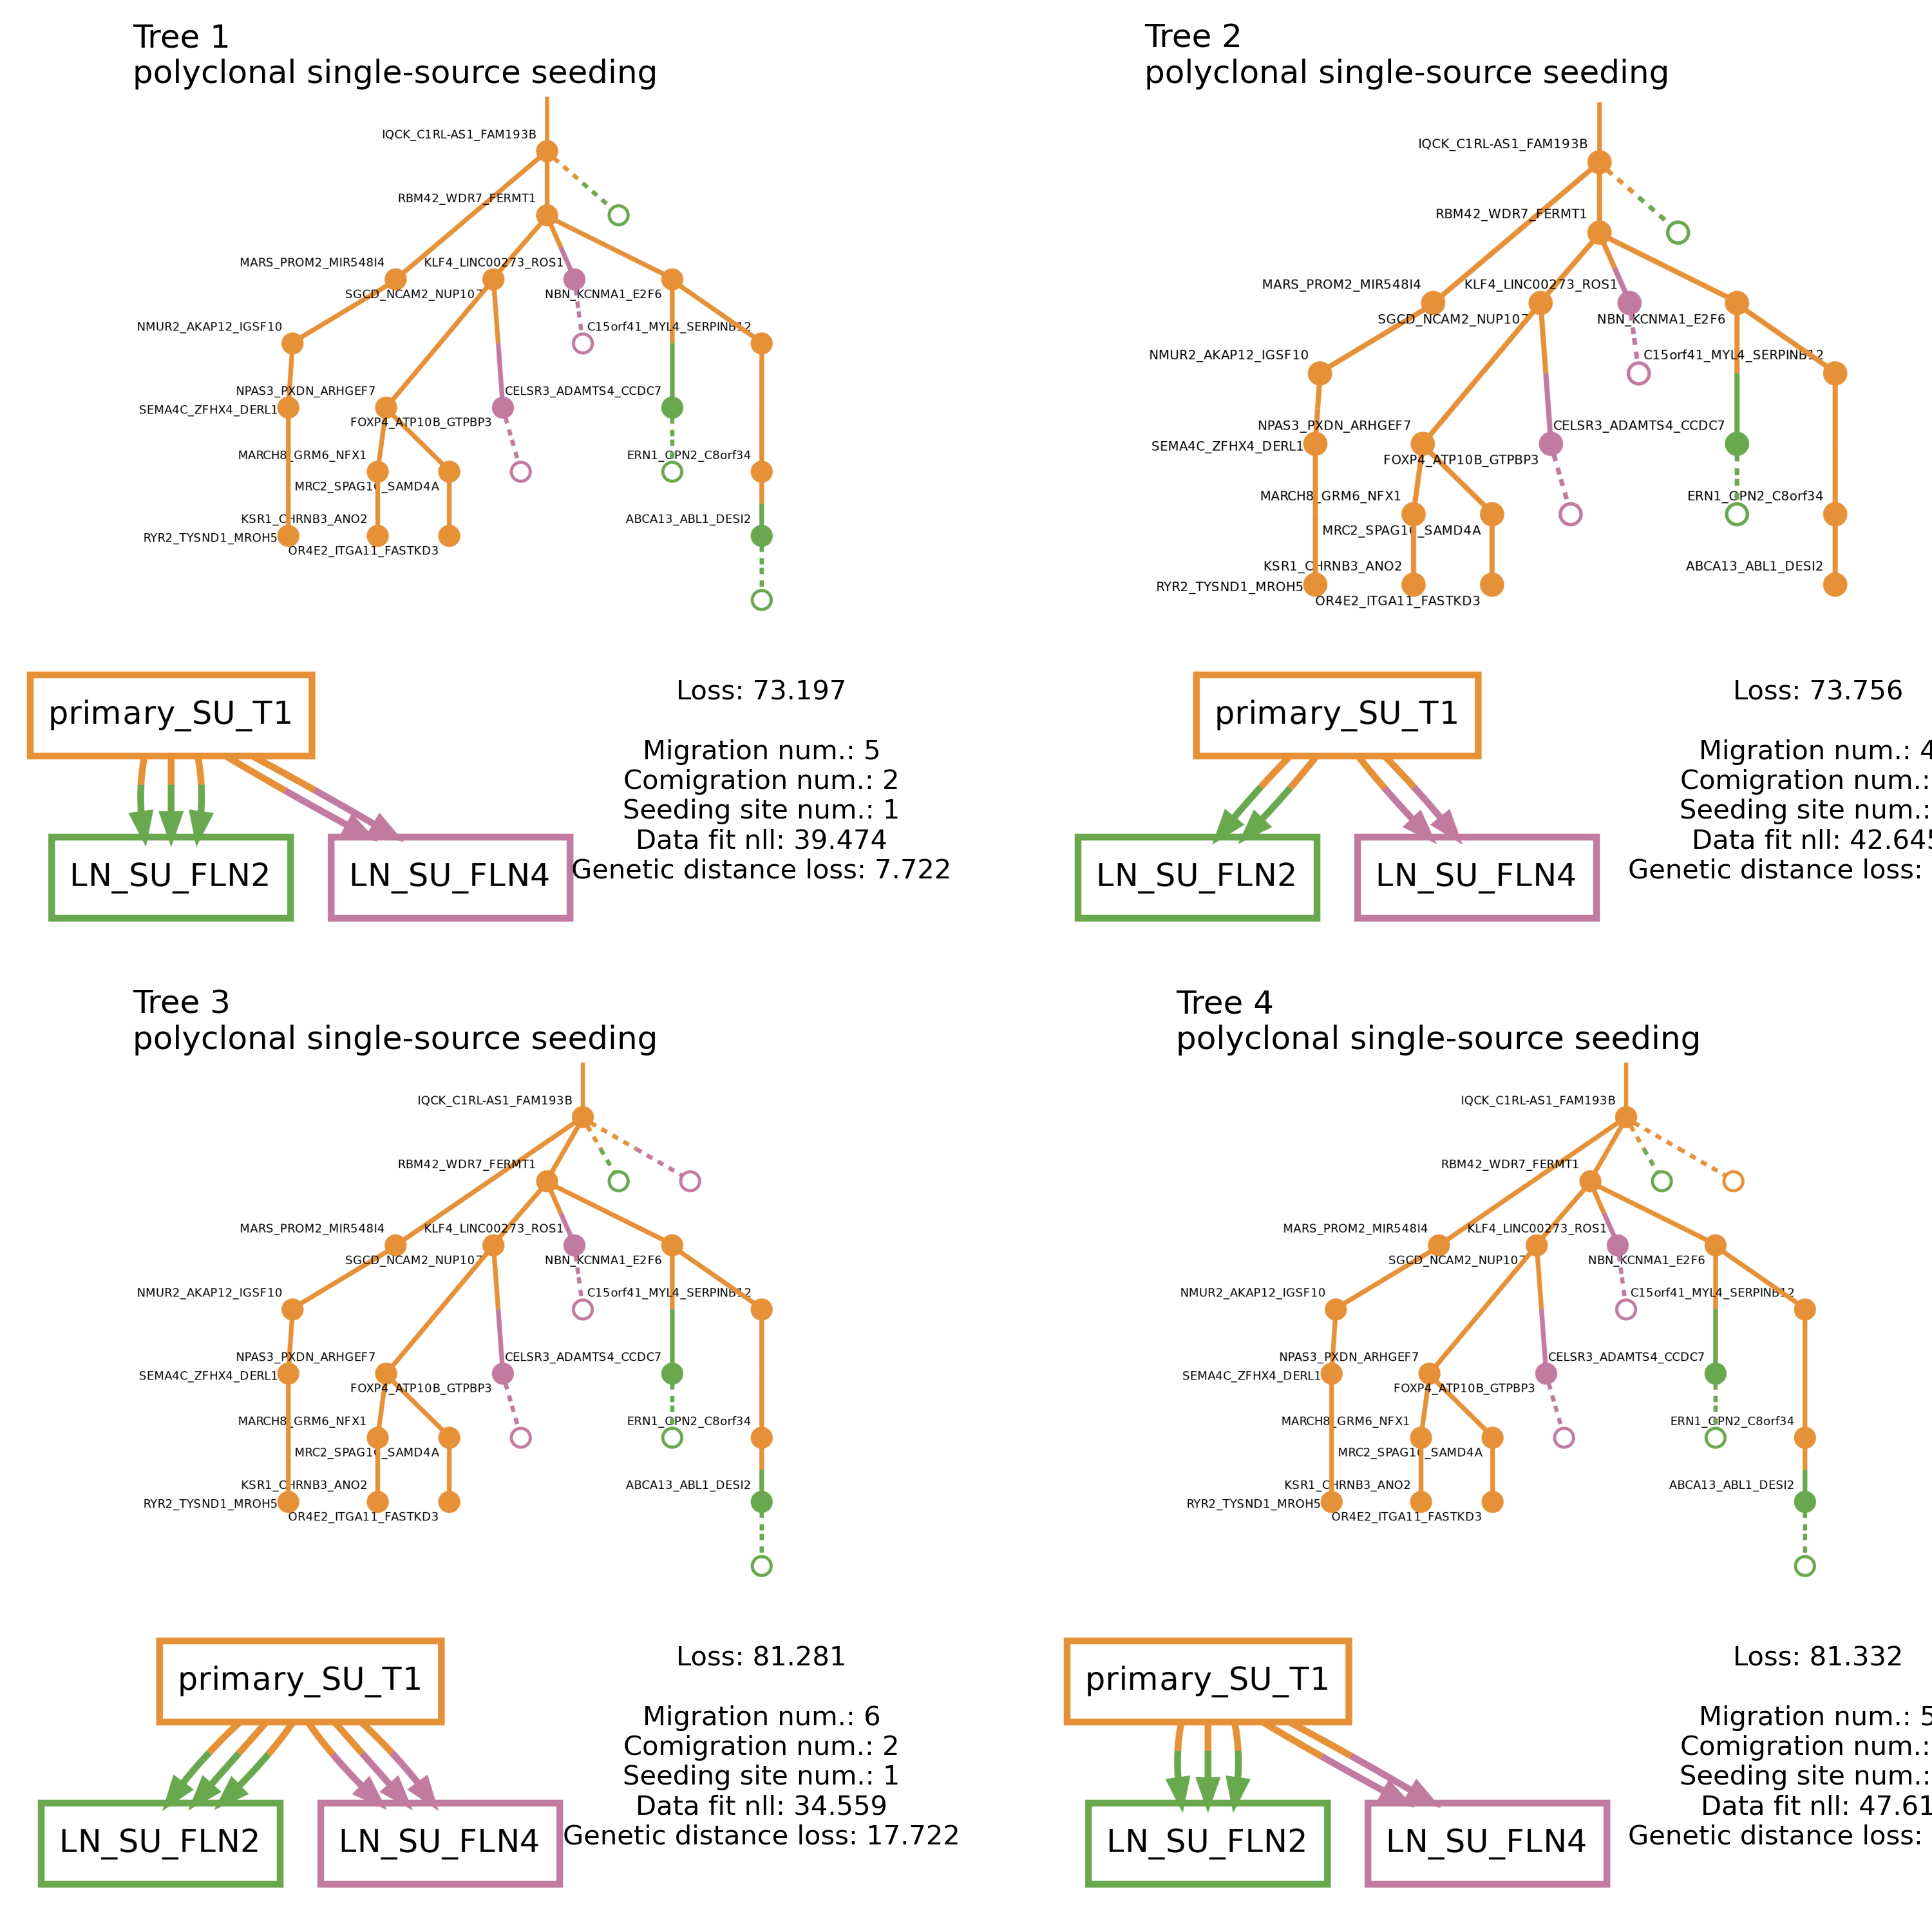 Tree 1
polyclonal single-source seeding
IQCK_C1RL-AS1_FAM193B
RBM42_WDR7_FERMT1
MARS_PROM2_MIR548I4
KLF4_LINC00273_ROS1
SGCD_NCAM2_NUP107
NBN_KCNMA1_E2F6
NMUR2_AKAP12_IGSF10
C15orf41_MYL4_SERPINB12
NPAS3_PXDN_ARHGEF7
CELSR3_ADAMTS4_CCDC7
SEMA4C_ZFHX4_DERL1
FOXP4_ATP10B_GTPBP3
MARCH8_GRM6_NFX1
ERN1_OPN2_C8orf34
MRC2_SPAG16_SAMD4A
KSR1_CHRNB3_ANO2
ABCA13_ABL1_DESI2
RYR2_TYSND1_MROH5
OR4E2_ITGA11_FASTKD3
primary_SU_T1
LN_SU_FLN2
LN_SU_FLN4
Loss: 73.197
Migration num.: 5
Comigration num.: 2
Seeding site num.: 1
Data fit nll: 39.474
Genetic distance loss: 7.722
Tree 2
polyclonal single-source seeding
IQCK_C1RL-AS1_FAM193B
RBM42_WDR7_FERMT1
MARS_PROM2_MIR548I4
KLF4_LINC00273_ROS1
SGCD_NCAM2_NUP107
NBN_KCNMA1_E2F6
NMUR2_AKAP12_IGSF10
C15orf41_MYL4_SERPINB12
NPAS3_PXDN_ARHGEF7
CELSR3_ADAMTS4_CCDC7
SEMA4C_ZFHX4_DERL1
FOXP4_ATP10B_GTPBP3
MARCH8_GRM6_NFX1
ERN1_OPN2_C8orf34
MRC2_SPAG16_SAMD4A
KSR1_CHRNB3_ANO2
ABCA13_ABL1_DESI2
RYR2_TYSND1_MROH5
OR4E2_ITGA11_FASTKD3
primary_SU_T1
LN_SU_FLN2
LN_SU_FLN4
Loss: 73.756
Migration num.: 4
Comigration num.:
Seeding site num.:
Data fit nll: 42.645
Genetic distance loss:
Tree 3
polyclonal single-source seeding
IQCK_C1RL-AS1_FAM193B
RBM42_WDR7_FERMT1
MARS_PROM2_MIR548I4
KLF4_LINC00273_ROS1
SGCD_NCAM2_NUP107
NBN_KCNMA1_E2F6
NMUR2_AKAP12_IGSF10
C15orf41_MYL4_SERPINB12
NPAS3_PXDN_ARHGEF7
CELSR3_ADAMTS4_CCDC7
SEMA4C_ZFHX4_DERL1
FOXP4_ATP10B_GTPBP3
MARCH8_GRM6_NFX1
ERN1_OPN2_C8orf34
MRC2_SPAG16_SAMD4A
KSR1_CHRNB3_ANO2
ABCA13_ABL1_DESI2
RYR2_TYSND1_MROH5
OR4E2_ITGA11_FASTKD3
primary_SU_T1
LN_SU_FLN2
LN_SU_FLN4
Loss: 81.281
Migration num.: 6
Comigration num.: 2
Seeding site num.: 1
Data fit nll: 34.559
Genetic distance loss: 17.722
Tree 4
polyclonal single-source seeding
IQCK_C1RL-AS1_FAM193B
RBM42_WDR7_FERMT1
MARS_PROM2_MIR548I4
KLF4_LINC00273_ROS1
SGCD_NCAM2_NUP107
NBN_KCNMA1_E2F6
NMUR2_AKAP12_IGSF10
C15orf41_MYL4_SERPINB12
NPAS3_PXDN_ARHGEF7
CELSR3_ADAMTS4_CCDC7
SEMA4C_ZFHX4_DERL1
FOXP4_ATP10B_GTPBP3
MARCH8_GRM6_NFX1
ERN1_OPN2_C8orf34
MRC2_SPAG16_SAMD4A
KSR1_CHRNB3_ANO2
ABCA13_ABL1_DESI2
RYR2_TYSND1_MROH5
OR4E2_ITGA11_FASTKD3
primary_SU_T1
LN_SU_FLN2
LN_SU_FLN4
Loss: 81.332
Migration num.: 5
Comigration num.:
Seeding site num.:
Data fit nll: 47.61
Genetic distance loss: